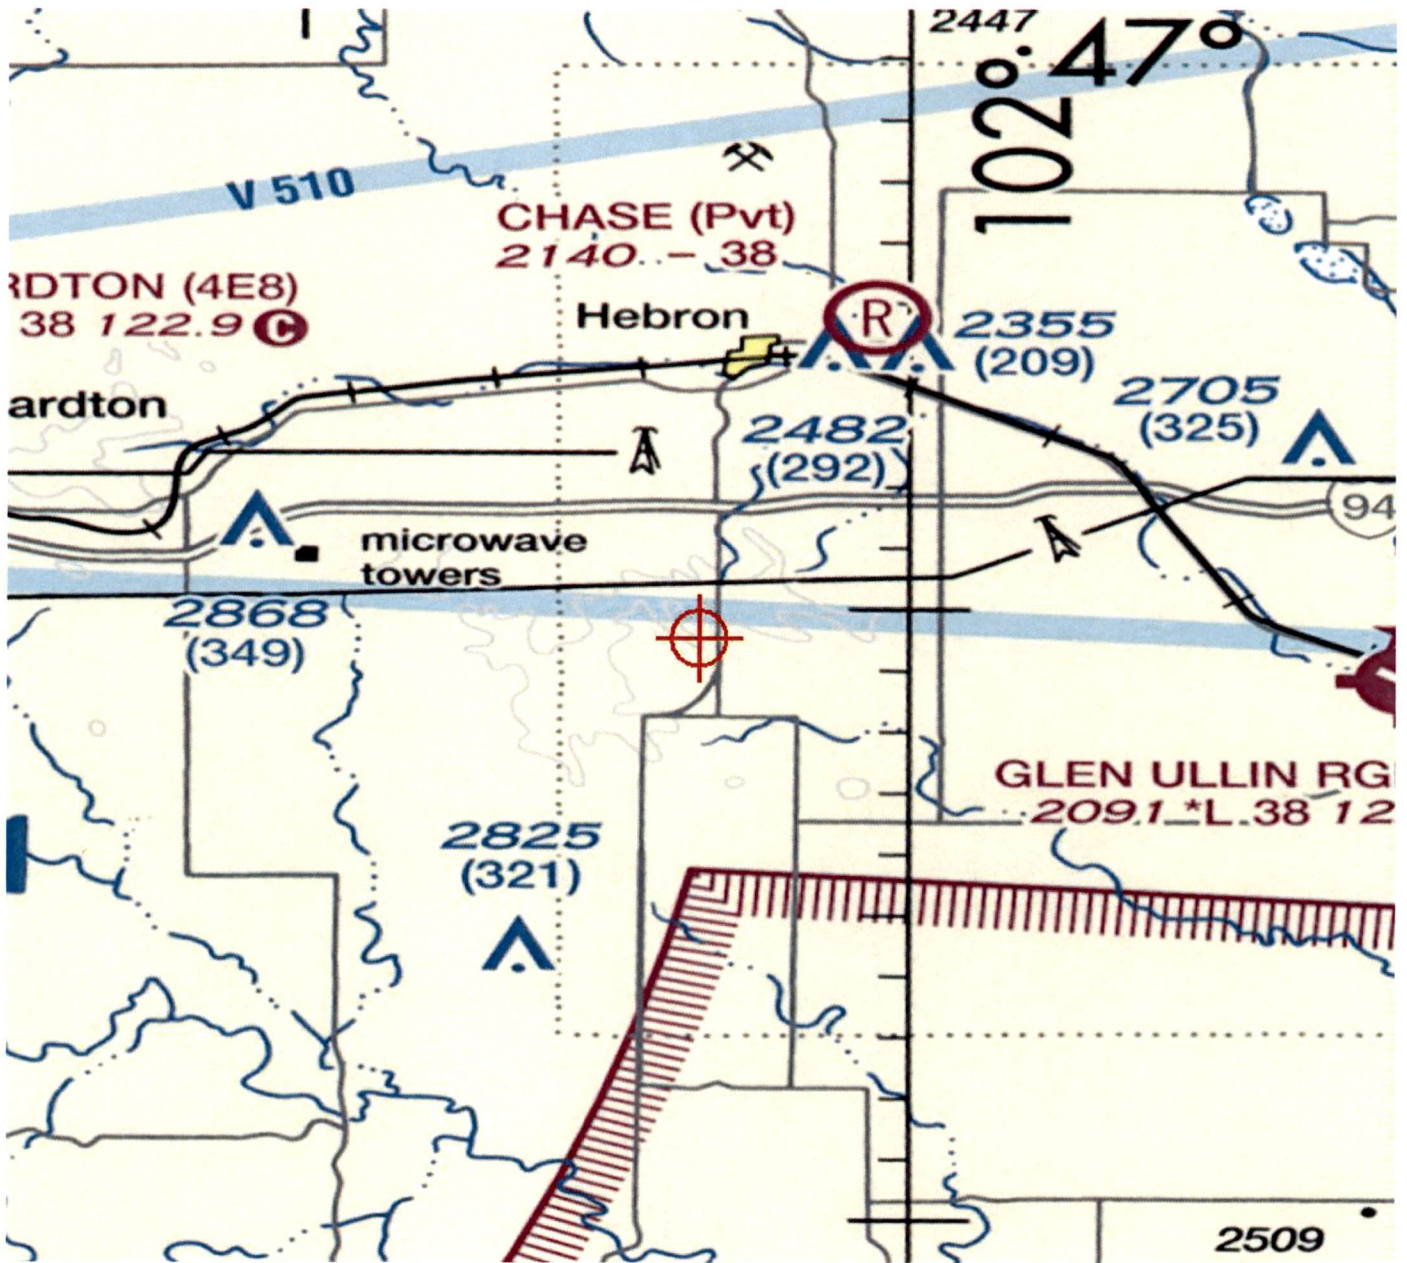 2447
47°
102°
V 510
CHASE (Pvt)
2140 - 38
RDTON (4E8)
38 122.9 C
Hebron
R
2355
(209)
ardton
2705
(325)
2482
(292)
94
microwave
towers
2868
(349)
GLEN ULLIN RG
2091 *L 38 12
2825
(321)
2509